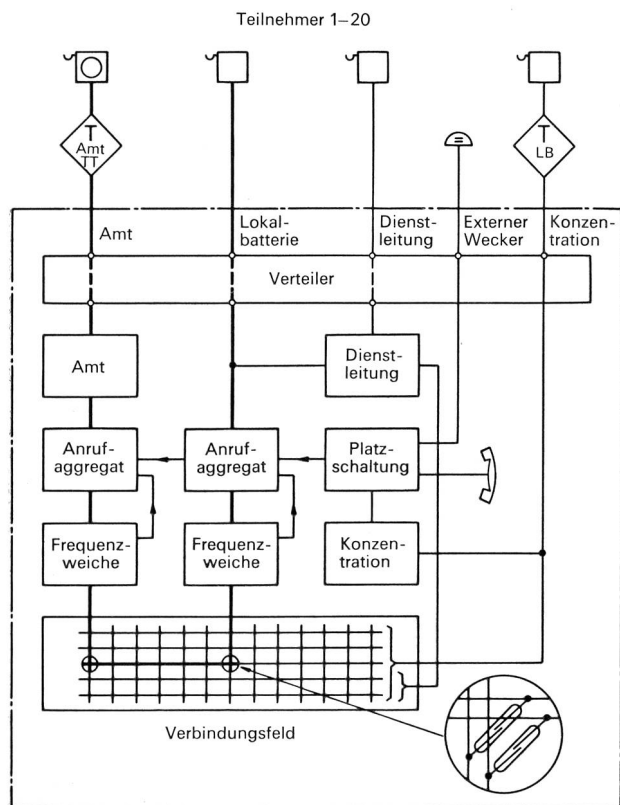 Teilnehmer 1–20
T
Amt
TT
T
LB
Amt
Lokal-
batterie
Dienst-
leitung
Externer
Wecker
Konzen-
tration
Verteiler
Amt
Dienst-
leitung
Anruf-
aggregat
Anruf-
aggregat
Platz-
schaltung
Frequenz-
weiche
Frequenz-
weiche
Konzen-
tration
Verbindungsfeld